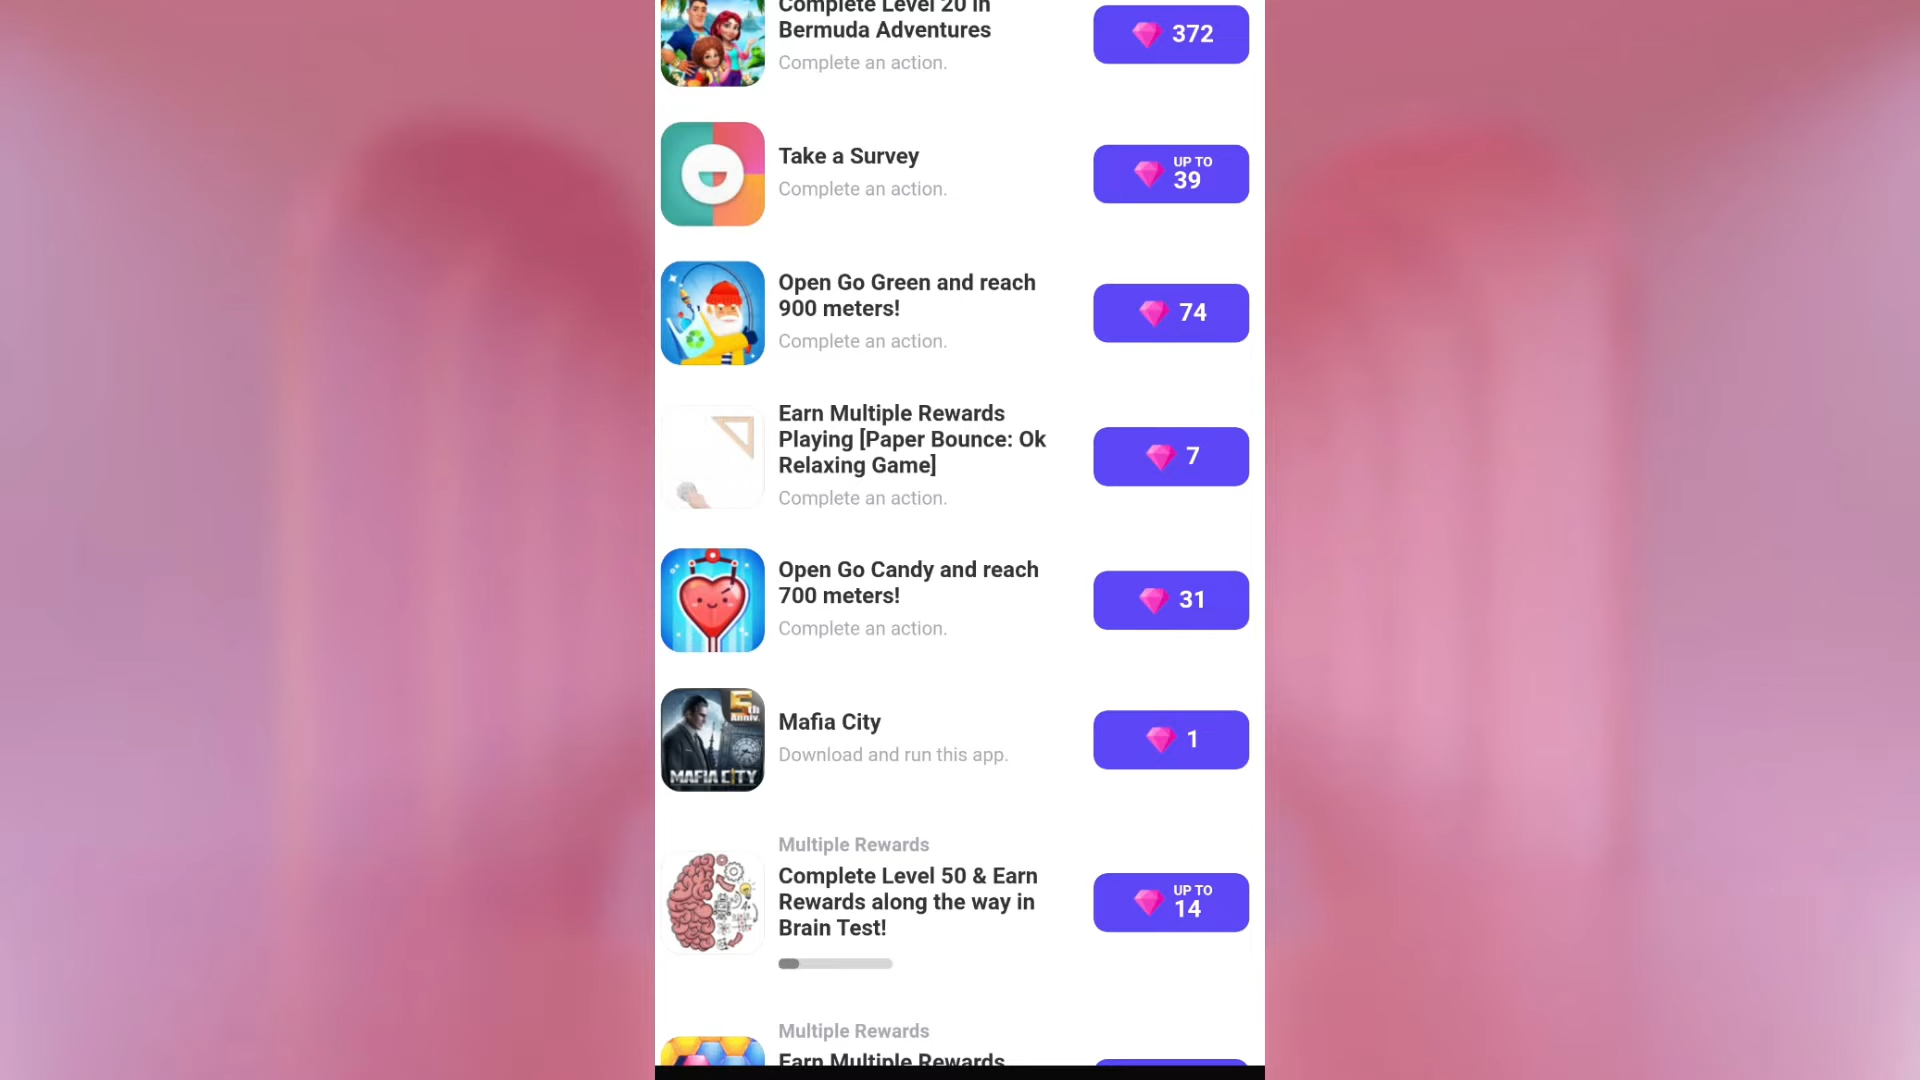 Complete Level 20 in
Bermuda Adventures
Complete an action.
372
Take a Survey
Complete an action.
UP TO
39
Open Go Green and reach
900 meters!
Complete an action.
74
Earn Multiple Rewards
Playing [Paper Bounce: Ok
Relaxing Game]
Complete an action.
7
Open Go Candy and reach
700 meters!
Complete an action.
31
5th
Anniv.
MAFIA CITY
Mafia City
Download and run this app.
1
Multiple Rewards
Complete Level 50 & Earn
Rewards along the way in
Brain Test!
UP TO
14
Multiple Rewards
Earn Multiple Rewards